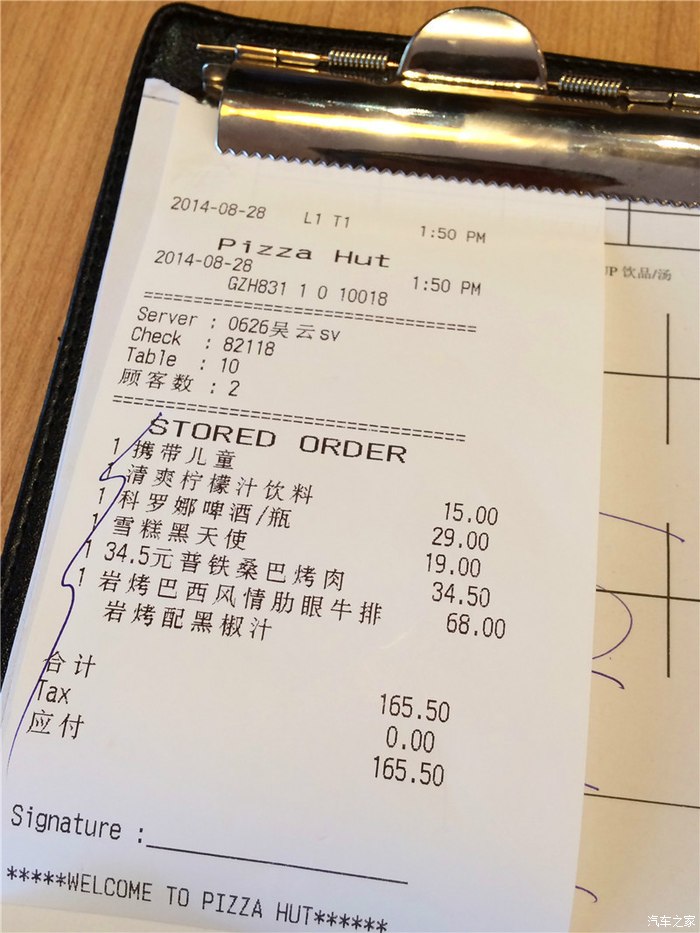 2014-08-28 L1 T1 1:50 PM
Pizza Hut
2014-08-28 1:50 PM
GZH831 1 0 10018
================================
Server : 0626吴云sv
Check : 82118
Table : 10
顾客数 : 2
================================
STORED ORDER
1 携带儿童
1 清爽柠檬汁饮料 15.00
1 科罗娜啤酒/瓶 29.00
1 雪糕黑天使 19.00
1 34.5元普铁桑巴烤肉 34.50
1 岩烤巴西风情肋眼牛排 68.00
岩烤配黑椒汁
合计 165.50
Tax 0.00
应付 165.50
Signature :
*****WELCOME TO PIZZA HUT******
UP 饮品/汤
汽车之家